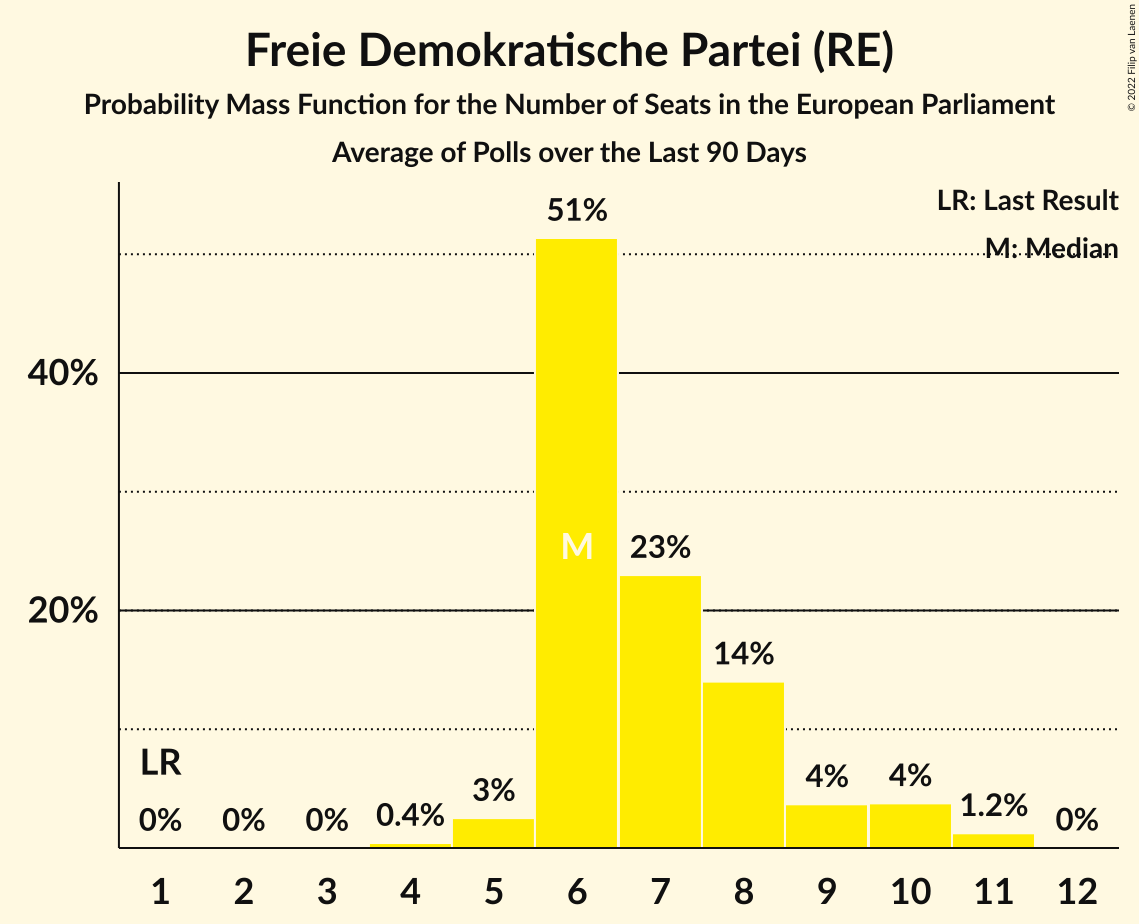 Freie Demokratische Partei (RE)
Probability Mass Function for the Number of Seats in the European Parliament
Average of Polls over the Last 90 Days
© 2022 Filip van Laenen
LR: Last Result
M: Median
51%
40%
M
23%
20%
14%
LR
0%
0%
0%
0.4%
3%
4%
4%
1.2%
0%
1 2 3 4 5 6 7 8 9 10 11 12